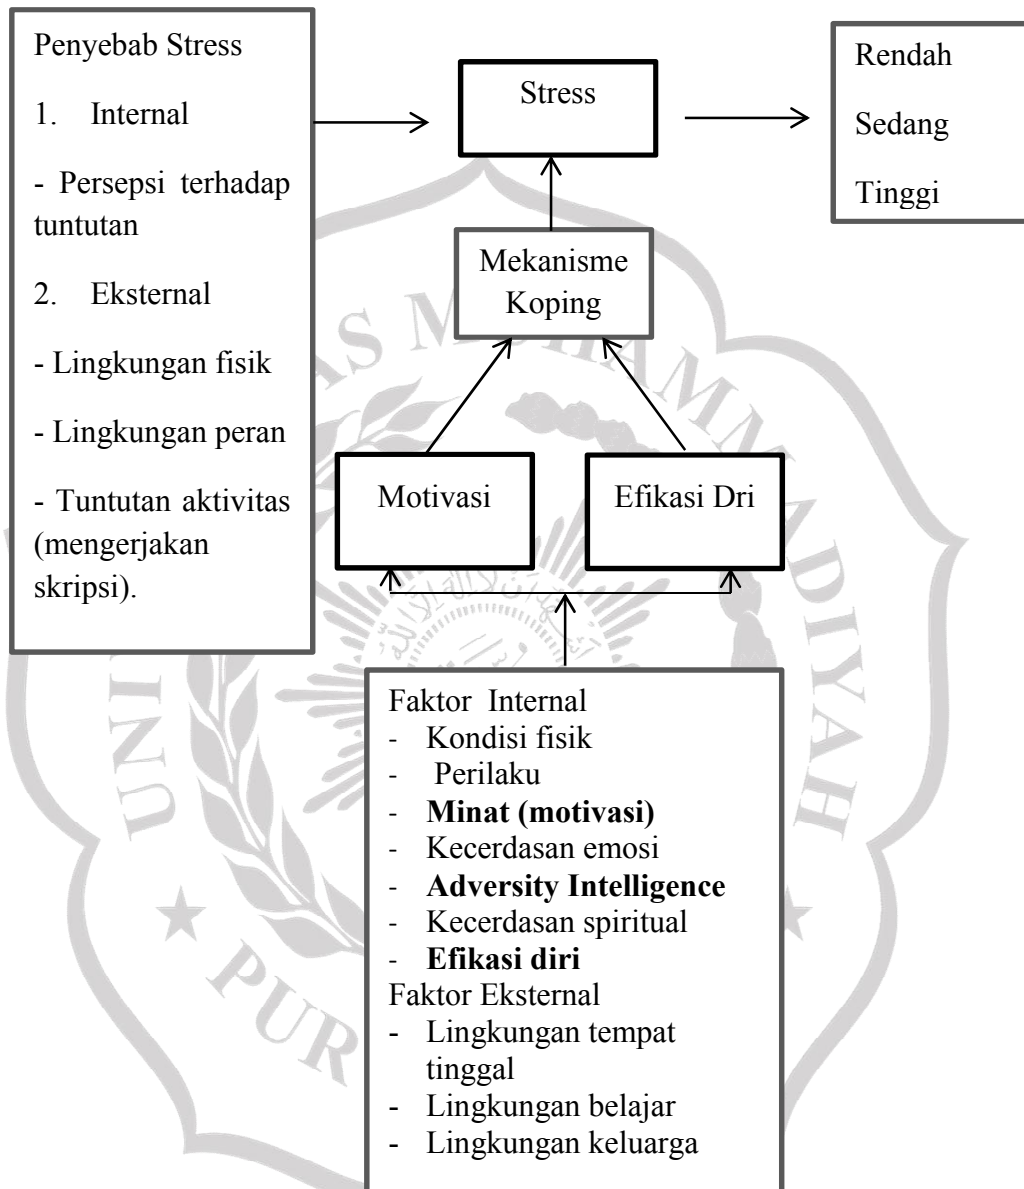 Penyebab Stress
1. Internal
- Persepsi terhadap
tuntutan
2. Eksternal
- Lingkungan fisik
- Lingkungan peran
- Tuntutan aktivitas
(mengerjakan
skripsi).
Stress
Rendah
Sedang
Tinggi
Mekanisme
Koping
Motivasi
Efikasi Dri
Faktor Internal
- Kondisi fisik
- Perilaku
- Minat (motivasi)
- Kecerdasan emosi
- Adversity Intelligence
- Kecerdasan spiritual
- Efikasi diri
Faktor Eksternal
- Lingkungan tempat
tinggal
- Lingkungan belajar
- Lingkungan keluarga